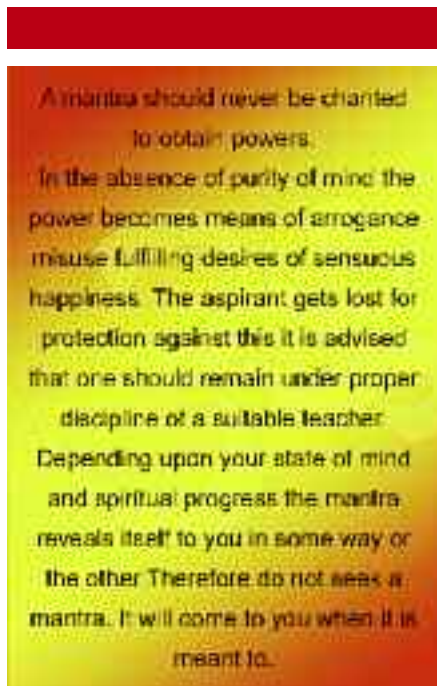 A mantra should never be chanted
to obtain powers.
In the absence of purity of mind the
power becomes means of arrogance
misuse fulfilling desires of sensuous
happiness. The aspirant gets lost for
protection against this it is advised
that one should remain under proper
discipline of a suitable teacher.
Depending upon your state of mind
and spiritual progress the mantra
reveals itself to you in some way or
the other Therefore do not seek a
mantra. It will come to you when it is
meant to.